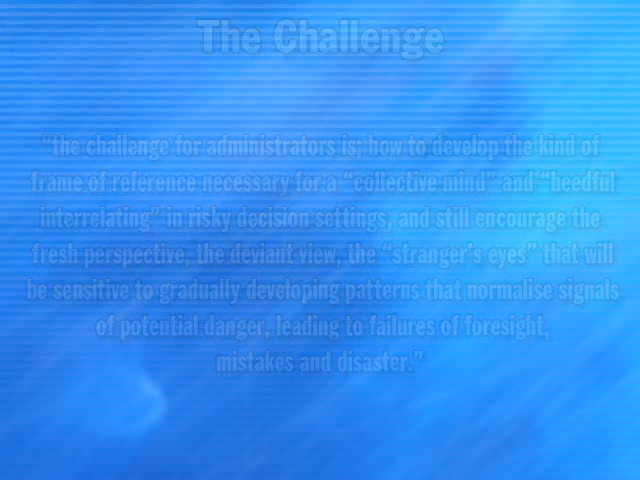 The Challenge
“the challenge for administrators is; how to develop the kind of
frame of reference necessary for a “collective mind” and “heedful
interrelating” in risky decision settings, and still encourage the
fresh perspective, the deviant view, the “stranger's eyes” that will
be sensitive to gradually developing patterns that normalise signals
of potential danger, leading to failures of foresight,
mistakes and disaster.”